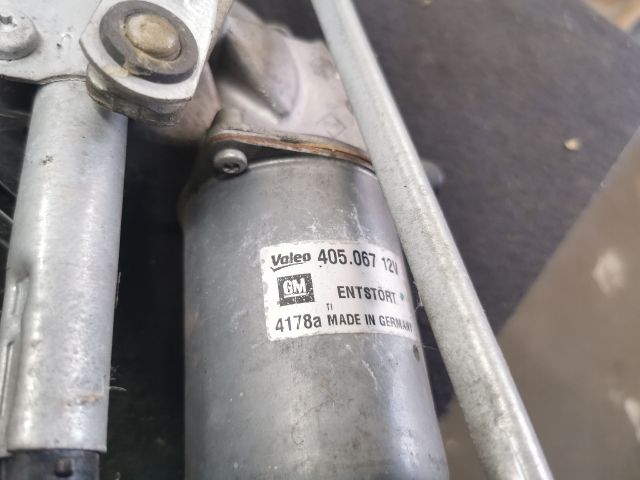 Valeo 405.067 12V
GM ENTSTÖRT
TI
4178a MADE IN GERMANY